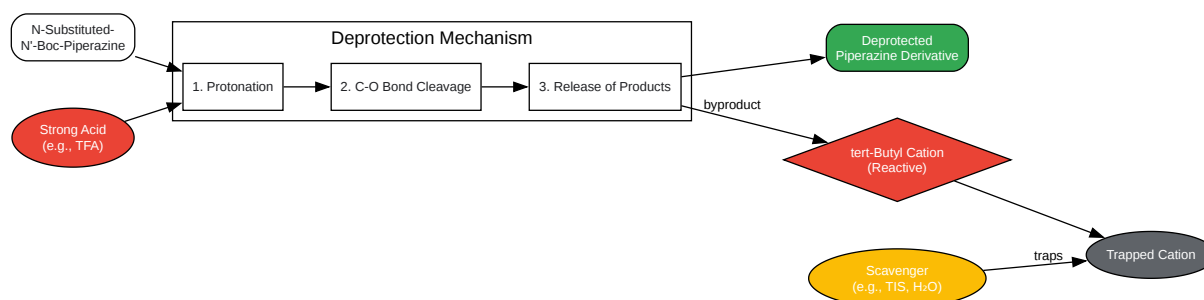 N-Substituted-
N'-Boc-Piperazine
Strong Acid
(e.g., TFA)
Deprotection Mechanism
1. Protonation
2. C-O Bond Cleavage
3. Release of Products
Deprotected
Piperazine Derivative
byproduct
tert-Butyl Cation
(Reactive)
Scavenger
(e.g., TIS, H₂O)
traps
Trapped Cation